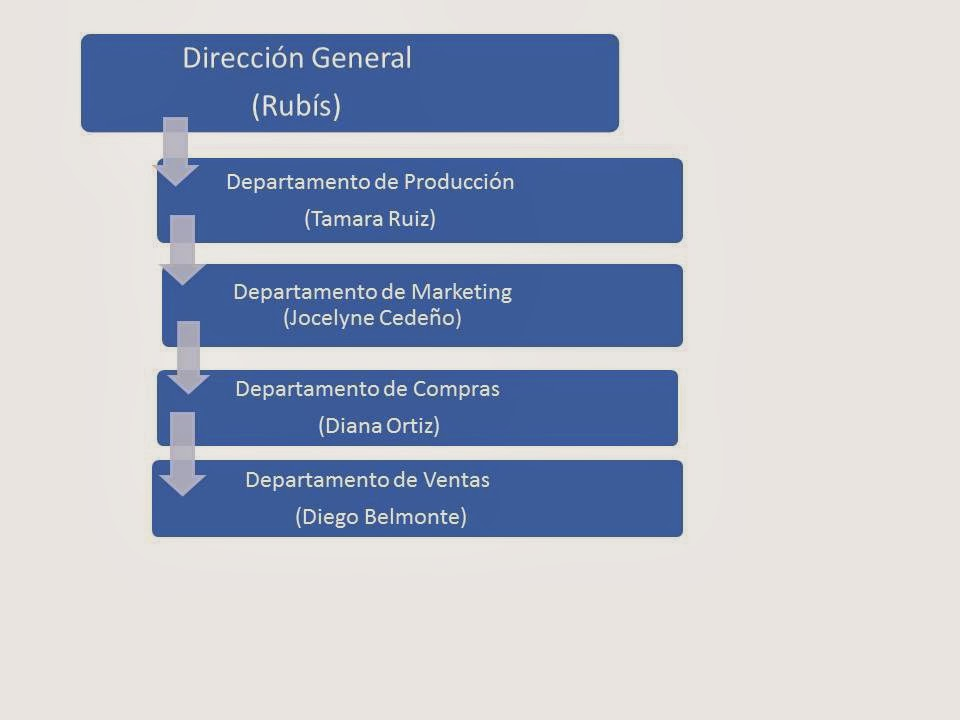 Dirección General
(Rubís)
Departamento de Producción
(Tamara Ruiz)
Departamento de Marketing
(Jocelyne Cedeño)
Departamento de Compras
(Diana Ortiz)
Departamento de Ventas
(Diego Belmonte)